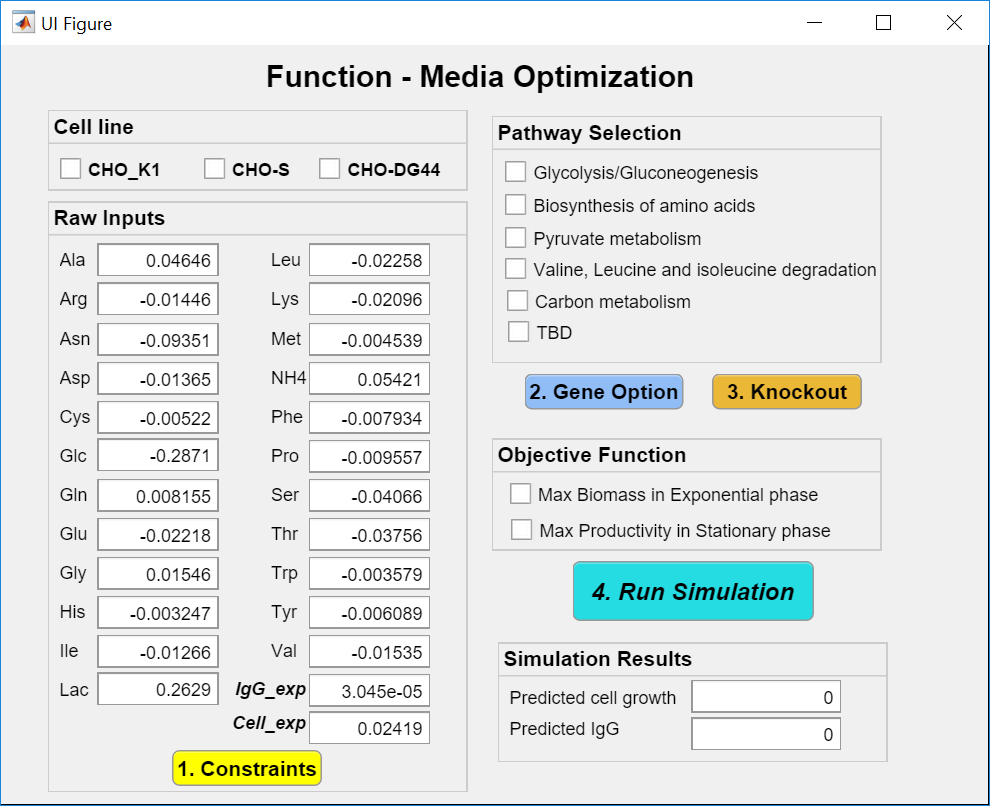 UI Figure
Function - Media Optimization
Cell line
CHO_K1 CHO-S CHO-DG44
Raw Inputs
Ala 0.04646 Leu -0.02258
Arg -0.01446 Lys -0.02096
Asn -0.09351 Met -0.004539
Asp -0.01365 NH4 0.05421
Cys -0.00522 Phe -0.007934
Glc -0.2871 Pro -0.009557
Gln 0.008155 Ser -0.04066
Glu -0.02218 Thr -0.03756
Gly 0.01546 Trp -0.003579
His -0.003247 Tyr -0.006089
Ile -0.01266 Val -0.01535
Lac 0.2629 IgG_exp 3.045e-05
Cell_exp 0.02419
1. Constraints
Pathway Selection
Glycolysis/Gluconeogenesis
Biosynthesis of amino acids
Pyruvate metabolism
Valine, Leucine and isoleucine degradation
Carbon metabolism
TBD
2. Gene Option 3. Knockout
Objective Function
Max Biomass in Exponential phase
Max Productivity in Stationary phase
4. Run Simulation
Simulation Results
Predicted cell growth 0
Predicted IgG 0